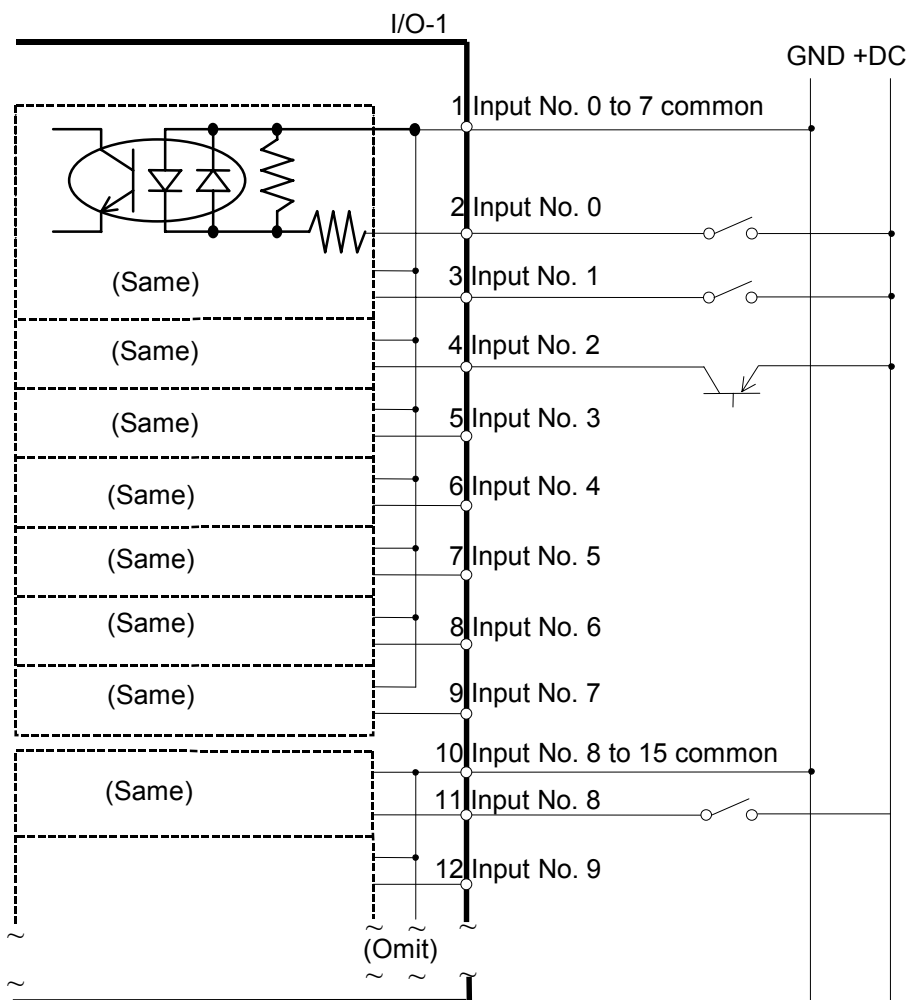 I/O-1
GND +DC
1 Input No. 0 to 7 common
2 Input No. 0
(Same)
3 Input No. 1
(Same)
4 Input No. 2
(Same)
5 Input No. 3
(Same)
6 Input No. 4
(Same)
7 Input No. 5
(Same)
8 Input No. 6
(Same)
9 Input No. 7
10 Input No. 8 to 15 common
(Same)
11 Input No. 8
12 Input No. 9
(Omit)